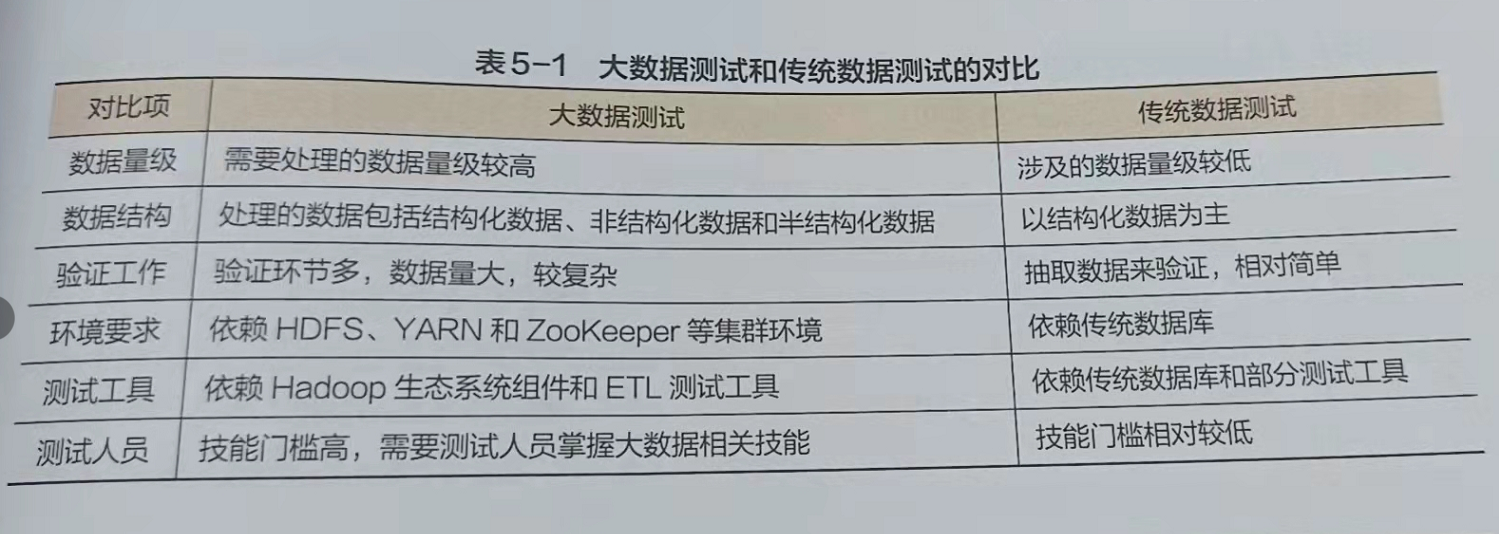 表5-1 大数据测试和传统数据测试的对比
对比项 大数据测试 传统数据测试
数据量级 需要处理的数据量级较高 涉及的数据量级较低
数据结构 处理的数据包括结构化数据、非结构化数据和半结构化数据 以结构化数据为主
验证工作 验证环节多，数据量大，较复杂 抽取数据来验证，相对简单
环境要求 依赖 HDFS、YARN 和 ZooKeeper 等集群环境 依赖传统数据库
测试工具 依赖 Hadoop 生态系统组件和 ETL 测试工具 依赖传统数据库和部分测试工具
测试人员 技能门槛高，需要测试人员掌握大数据相关技能 技能门槛相对较低